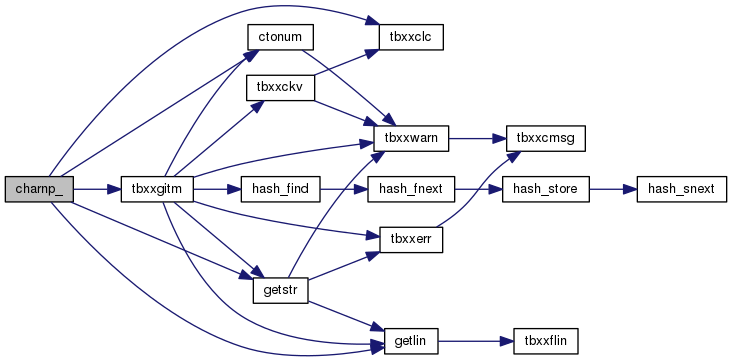 charnp_
tbxxgitm
ctonum
tbxxckv
hash_find
getstr
tbxxclc
tbxxwarn
hash_fnext
tbxxerr
getlin
tbxxcmsg
hash_store
tbxxflin
hash_snext